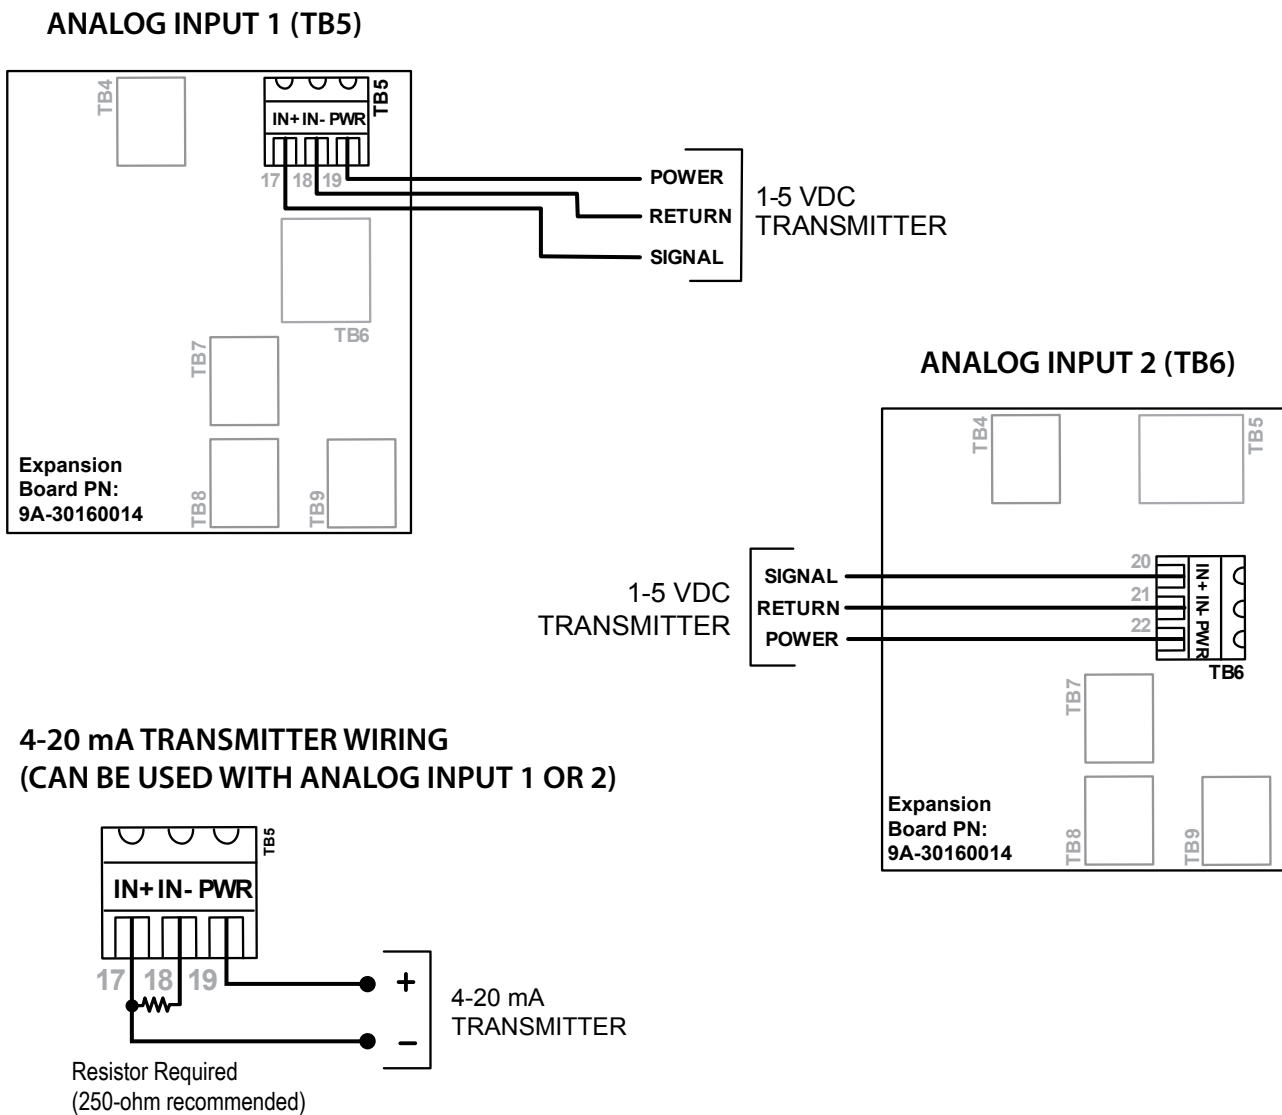 ANALOG INPUT 1 (TB5)
TB4
TB5
IN+ IN- PWR
17 18 19
POWER
RETURN
SIGNAL
1-5 VDC
TRANSMITTER
TB6
TB7
TB8
TB9
Expansion
Board PN:
9A-30160014
ANALOG INPUT 2 (TB6)
TB4
TB5
1-5 VDC
TRANSMITTER
SIGNAL
RETURN
POWER
20
21
22
IN+ IN- PWR
TB6
TB7
TB8
TB9
Expansion
Board PN:
9A-30160014
4-20 mA TRANSMITTER WIRING
(CAN BE USED WITH ANALOG INPUT 1 OR 2)
TB5
IN+ IN- PWR
17 18 19
+
–
4-20 mA
TRANSMITTER
Resistor Required
(250-ohm recommended)